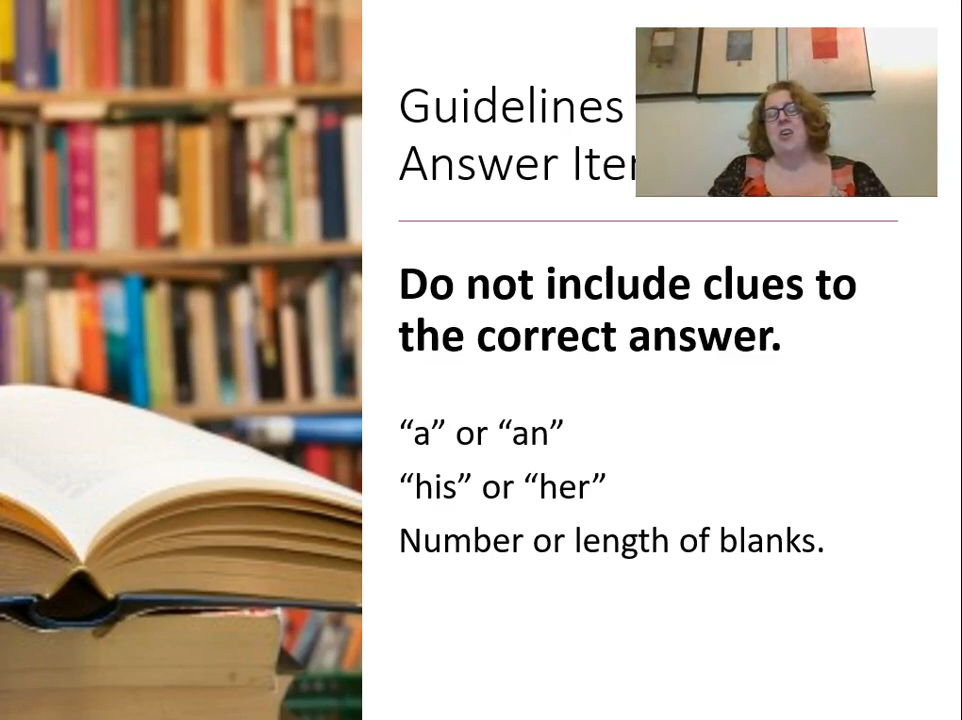 Guidelines
Answer
Do not include clues to
the correct answer.
“a” or “an”
“his” or “her”
Number or length of blanks.